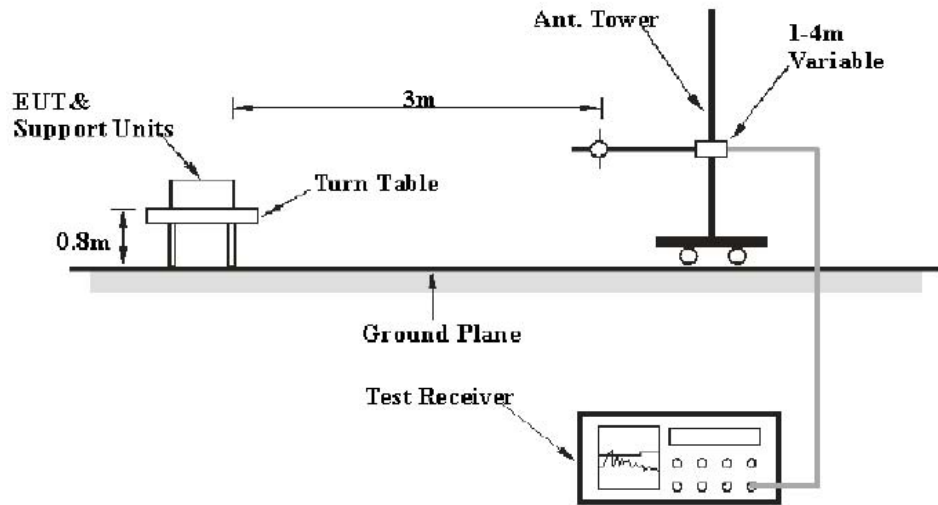 Ant. Tower
1-4m
Variable
3m
EUT&
Support Units
Turn Table
0.8m
Ground Plane
Test Receiver